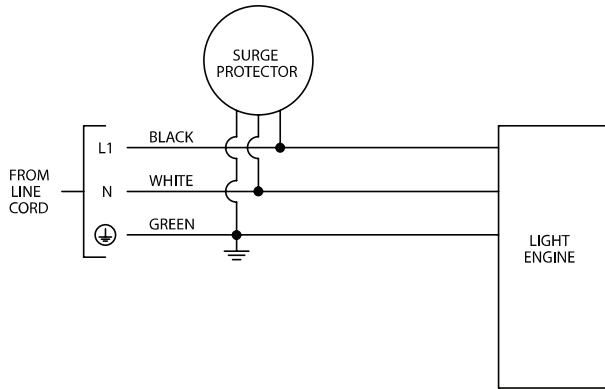 SURGE
PROTECTOR
L1
BLACK
FROM
LINE
CORD
N
WHITE
GREEN
LIGHT
ENGINE